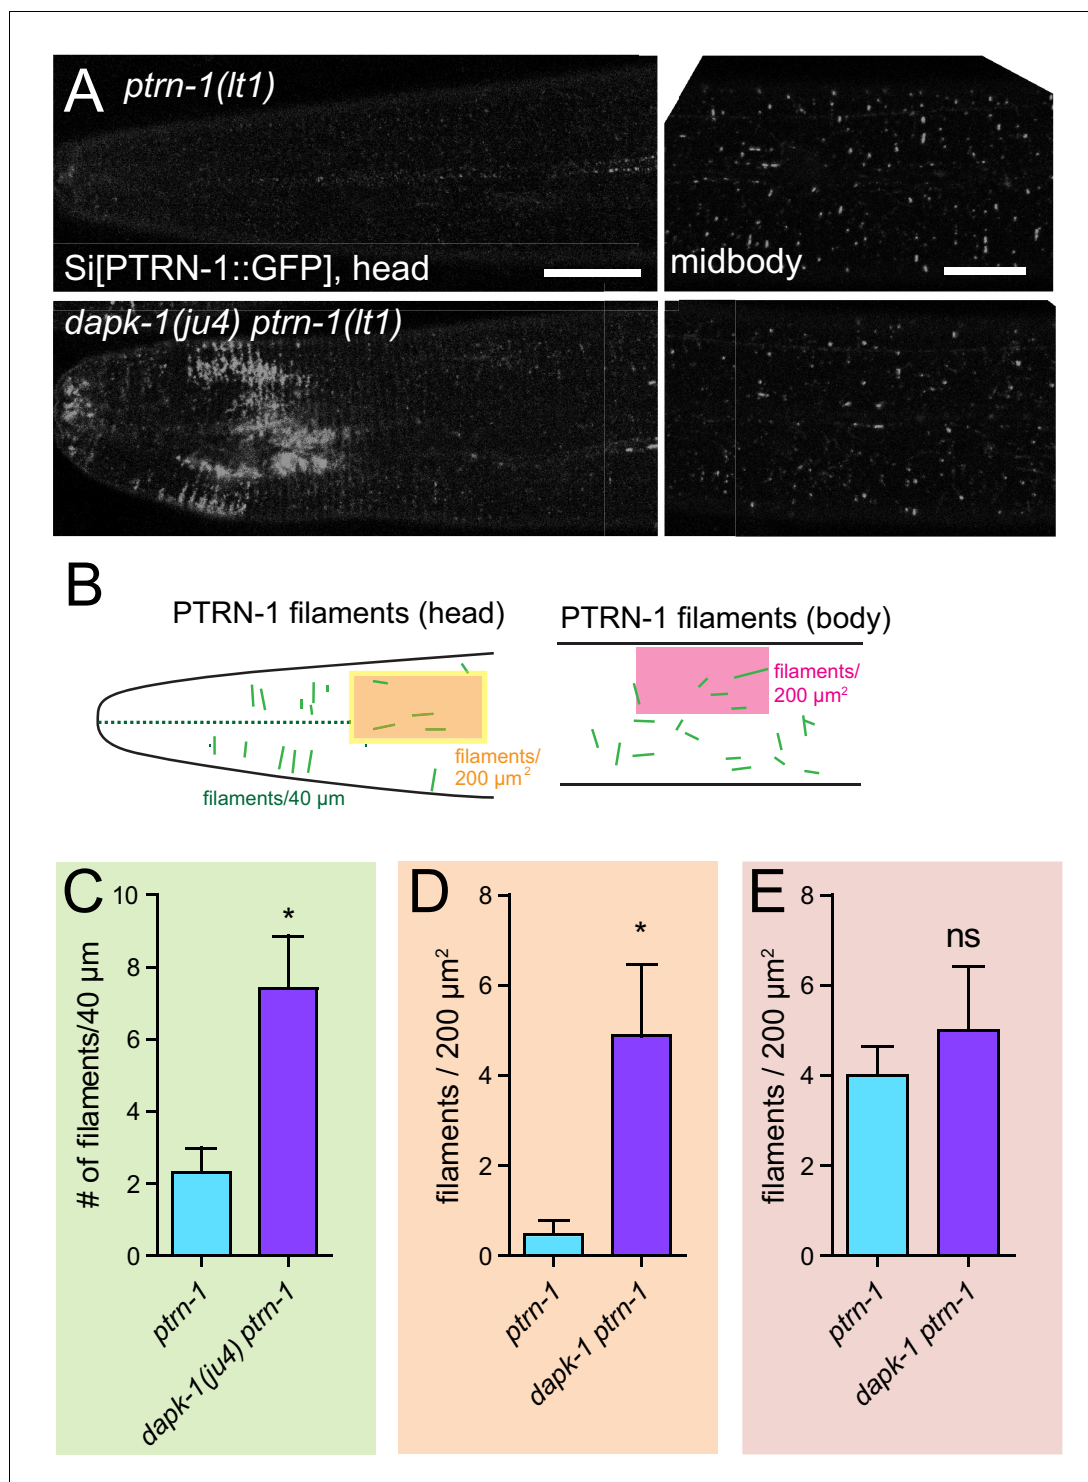 A
ptrn-1(lt1)
Si[PTRN-1::GFP], head
midbody
dapk-1(ju4) ptrn-1(lt1)
B
PTRN-1 filaments (head)
PTRN-1 filaments (body)
filaments/
200 µm²
filaments/
200 µm²
filaments/40 µm
C
# of filaments/40 µm
10
8
6
4
2
0
*
ptrn-1
dapk-1(ju4) ptrn-1
D
filaments / 200 µm²
8
6
4
2
0
*
ptrn-1
dapk-1 ptrn-1
E
filaments / 200 µm²
8
6
4
2
0
ns
ptrn-1
dapk-1 ptrn-1